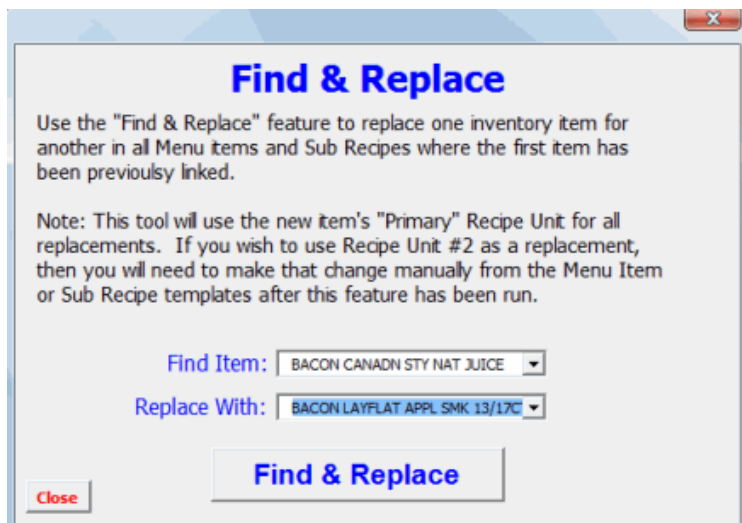 Find & Replace
Use the "Find & Replace" feature to replace one inventory item for
another in all Menu items and Sub Recipes where the first item has
been previoulsy linked.
Note: This tool will use the new item's "Primary" Recipe Unit for all
replacements. If you wish to use Recipe Unit #2 as a replacement,
then you will need to make that change manually from the Menu Item
or Sub Recipe templates after this feature has been run.
Find Item: BACON CANADN STY NAT JUICE
Replace With: BACON LAYFLAT APPL SMK 13/17CT
Find & Replace
Close